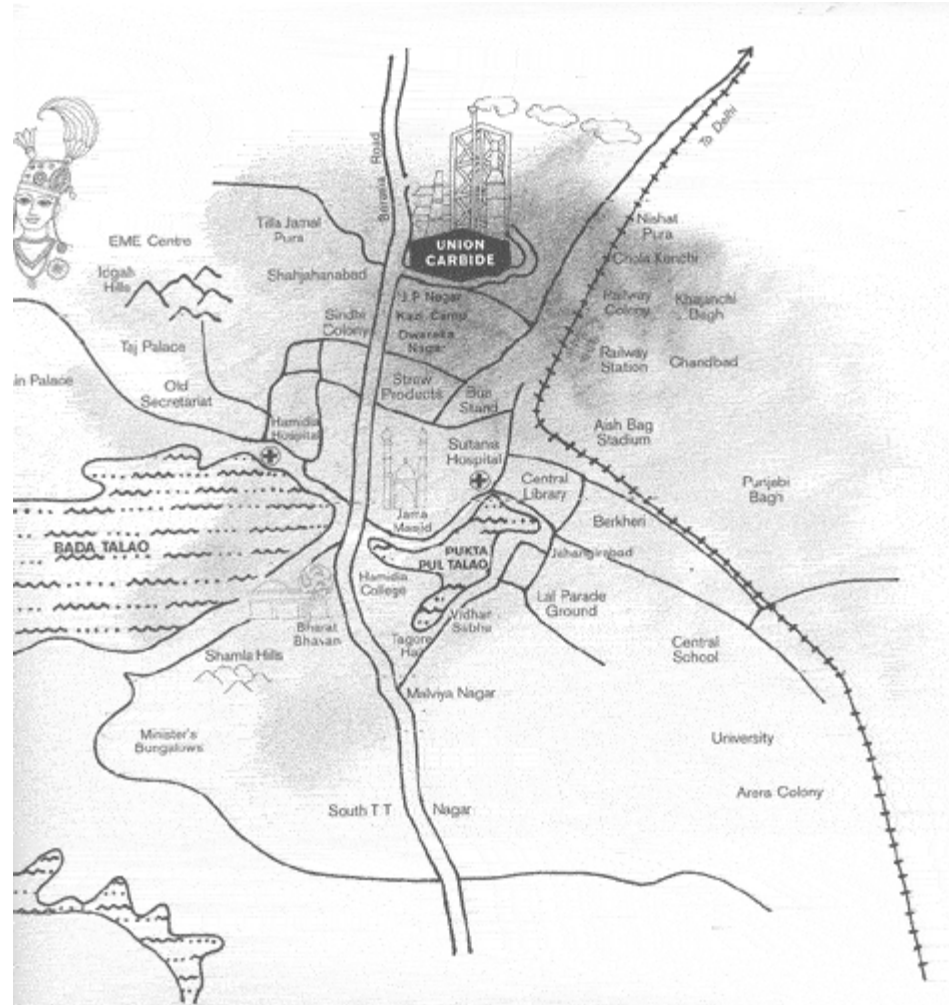 To Delhi
Berasia Road
Nishat
Pura
Tilla Jamal
Pura
EME Centre
UNION
CARBIDE
Chola Kenchi
Idgah
Hills
Shahjahanabad
J.P Nagar
Railway
Colony
Khajanchi
Bagh
Sindhi
Colony
Kazi Camp
Dwareka
Nagar
Taj Palace
Railway
Station
Chandbad
in Palace
Old
Secretariat
Straw
Products
Bus
Stand
Hamidia
Hospital
Aish Bag
Stadium
Sultania
Hospital
Central
Library
Punjabi
Bagh
Jama
Masjid
Berkheri
BADA TALAO
PUKTA
PUL TALAO
Jehangirabad
Hamidia
College
Lal Parade
Ground
Vidhan
Sabha
Bharat
Bhavan
Tagore
Hall
Shamla Hills
Central
School
Malviya Nagar
Minister's
Bungalows
University
Arera Colony
South T T Nagar